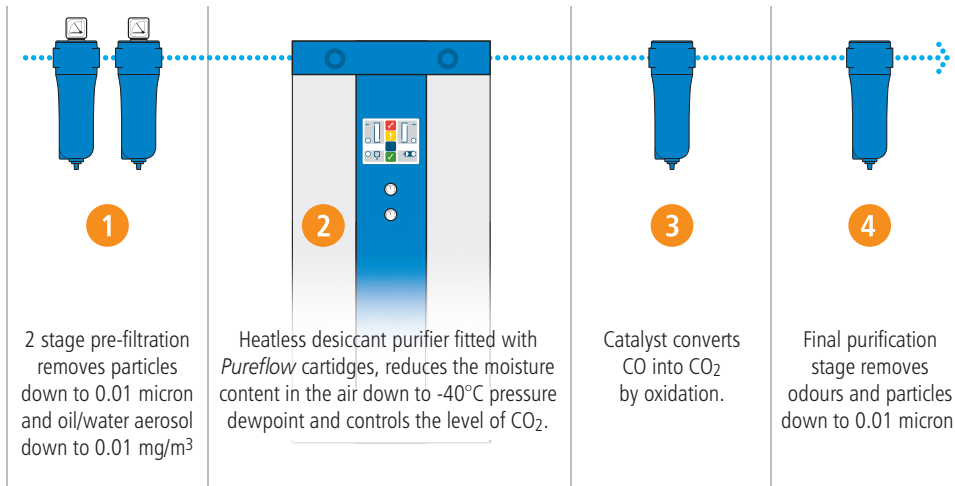 1
2 stage pre-filtration
removes particles
down to 0.01 micron
and oil/water aerosol
down to 0.01 mg/m³
2
Heatless desiccant purifier fitted with
Pureflow cartidges, reduces the moisture
content in the air down to -40°C pressure
dewpoint and controls the level of CO₂.
3
Catalyst converts
CO into CO₂
by oxidation.
4
Final purification
stage removes
odours and particles
down to 0.01 micron